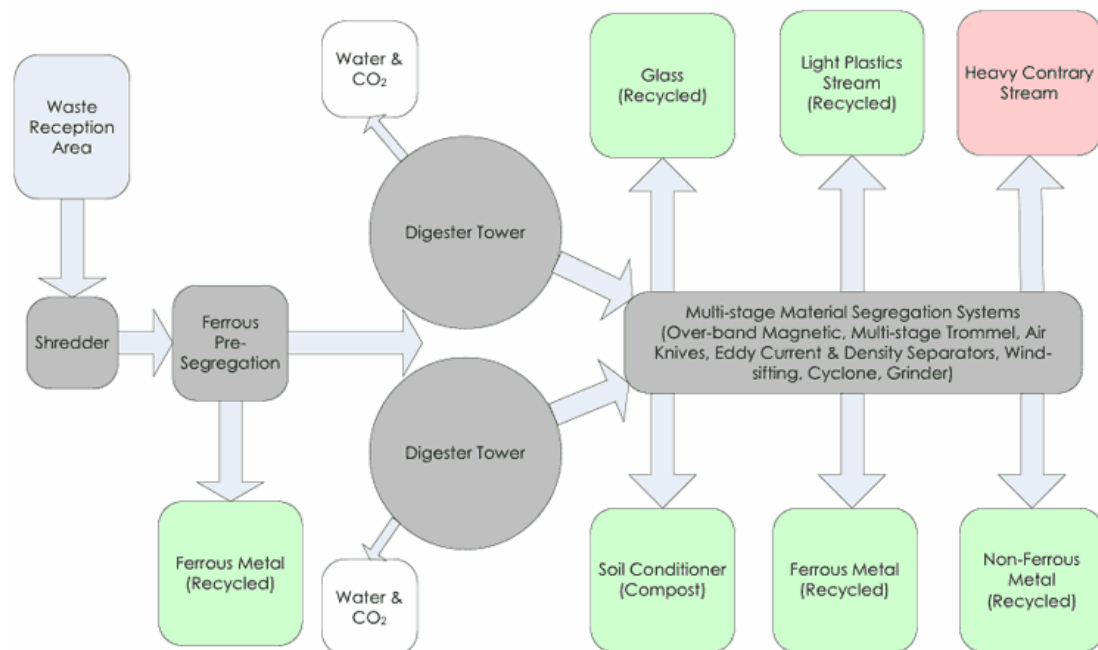 Waste
Reception
Area
Water &
CO₂
Glass
(Recycled)
Light Plastics
Stream
(Recycled)
Heavy Contrary
Stream
Digester Tower
Shredder
Ferrous
Pre-
Segregation
Multi-stage Material Segregation Systems
(Over-band Magnetic, Multi-stage Trommel, Air
Knives, Eddy Current & Density Separators, Wind-
sifting, Cyclone, Grinder)
Digester Tower
Ferrous Metal
(Recycled)
Water &
CO₂
Soil Conditioner
(Compost)
Ferrous Metal
(Recycled)
Non-Ferrous
Metal
(Recycled)